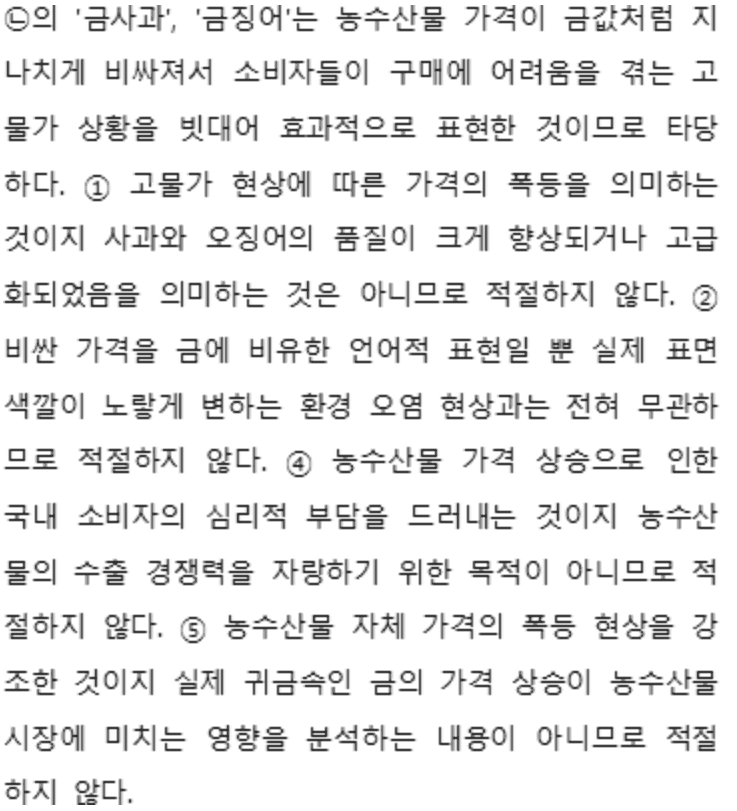 ㉡의 '금사과', '금징어'는 농수산물 가격이 금값처럼 지
나치게 비싸져서 소비자들이 구매에 어려움을 겪는 고
물가 상황을 빗대어 효과적으로 표현한 것이므로 타당
하다. ① 고물가 현상에 따른 가격의 폭등을 의미하는
것이지 사과와 오징어의 품질이 크게 향상되거나 고급
화되었음을 의미하는 것은 아니므로 적절하지 않다. ②
비싼 가격을 금에 비유한 언어적 표현일 뿐 실제 표면
색깔이 노랗게 변하는 환경 오염 현상과는 전혀 무관하
므로 적절하지 않다. ④ 농수산물 가격 상승으로 인한
국내 소비자의 심리적 부담을 드러내는 것이지 농수산
물의 수출 경쟁력을 자랑하기 위한 목적이 아니므로 적
절하지 않다. ⑤ 농수산물 자체 가격의 폭등 현상을 강
조한 것이지 실제 귀금속인 금의 가격 상승이 농수산물
시장에 미치는 영향을 분석하는 내용이 아니므로 적절
하지 않다.